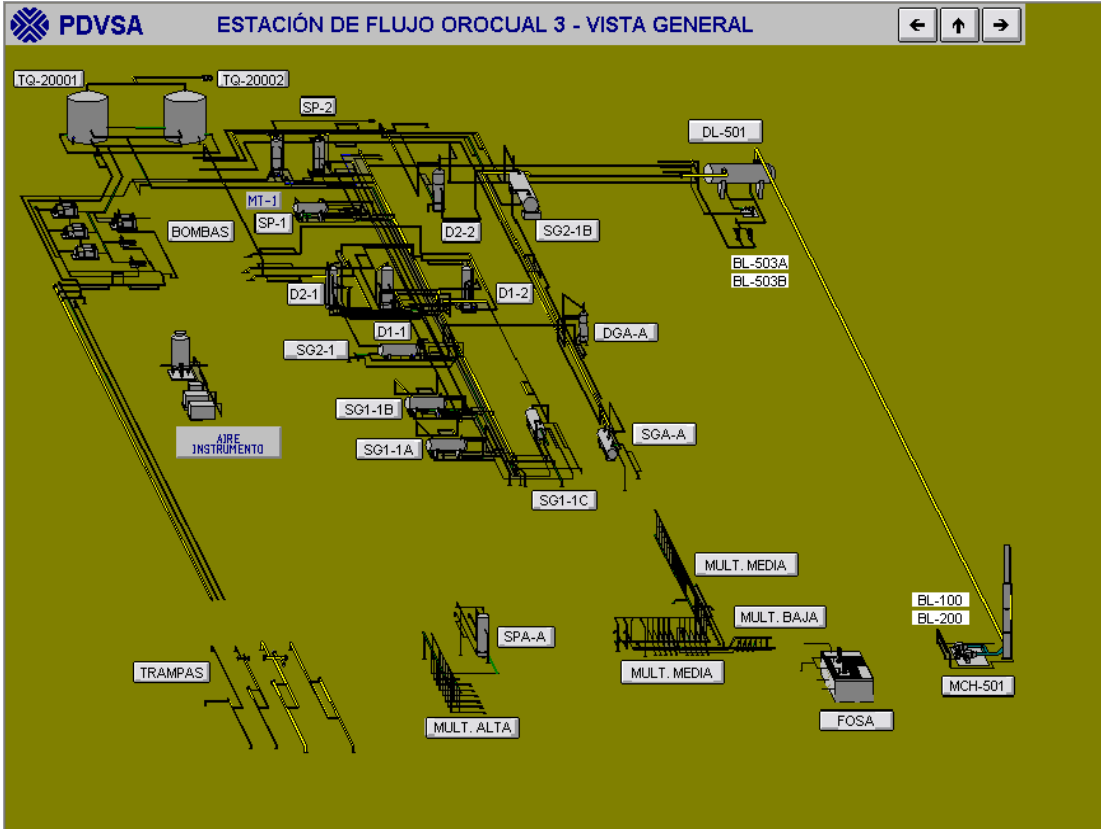 PDVSA
ESTACIÓN DE FLUJO OROCUAL 3 - VISTA GENERAL
TQ-20001
TQ-20002
SP-2
DL-501
MT-1
SP-1
BOMBAS
D2-2
SG2-1B
BL-503A
BL-503B
D2-1
D1-2
D1-1
DGA-A
SG2-1
SG1-1B
SGA-A
AIRE
INSTRUMENTO
SG1-1A
SG1-1C
MULT. MEDIA
BL-100
BL-200
MULT. BAJA
SPA-A
TRAMPAS
MULT. MEDIA
MCH-501
MULT. ALTA
FOSA